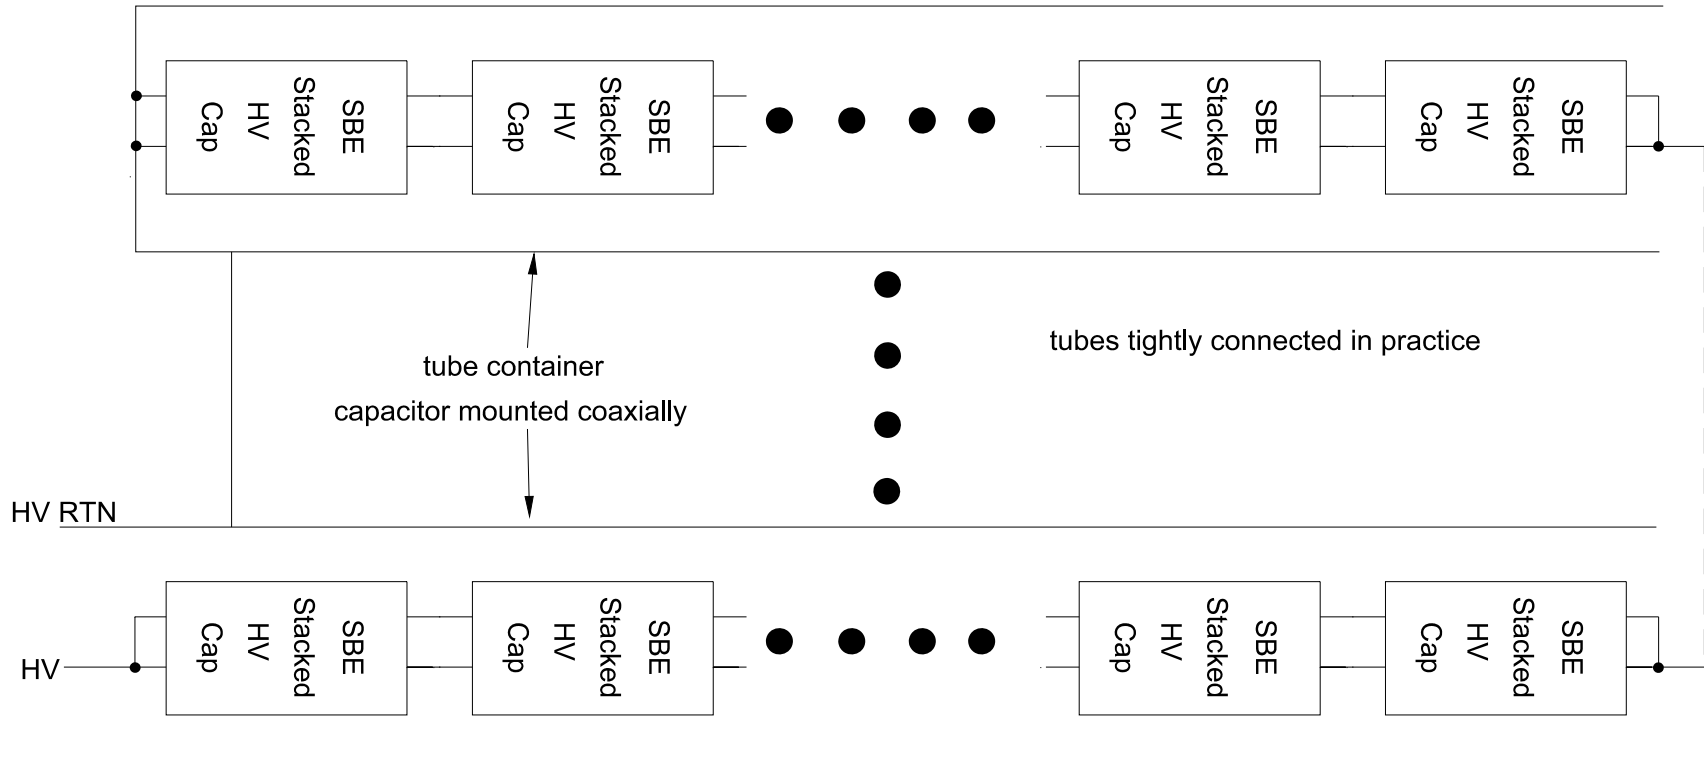 SBE
Stacked
HV
Cap
SBE
Stacked
HV
Cap
SBE
Stacked
HV
Cap
SBE
Stacked
HV
Cap
tubes tightly connected in practice
tube container
capacitor mounted coaxially
HV RTN
HV
SBE
Stacked
HV
Cap
SBE
Stacked
HV
Cap
SBE
Stacked
HV
Cap
SBE
Stacked
HV
Cap